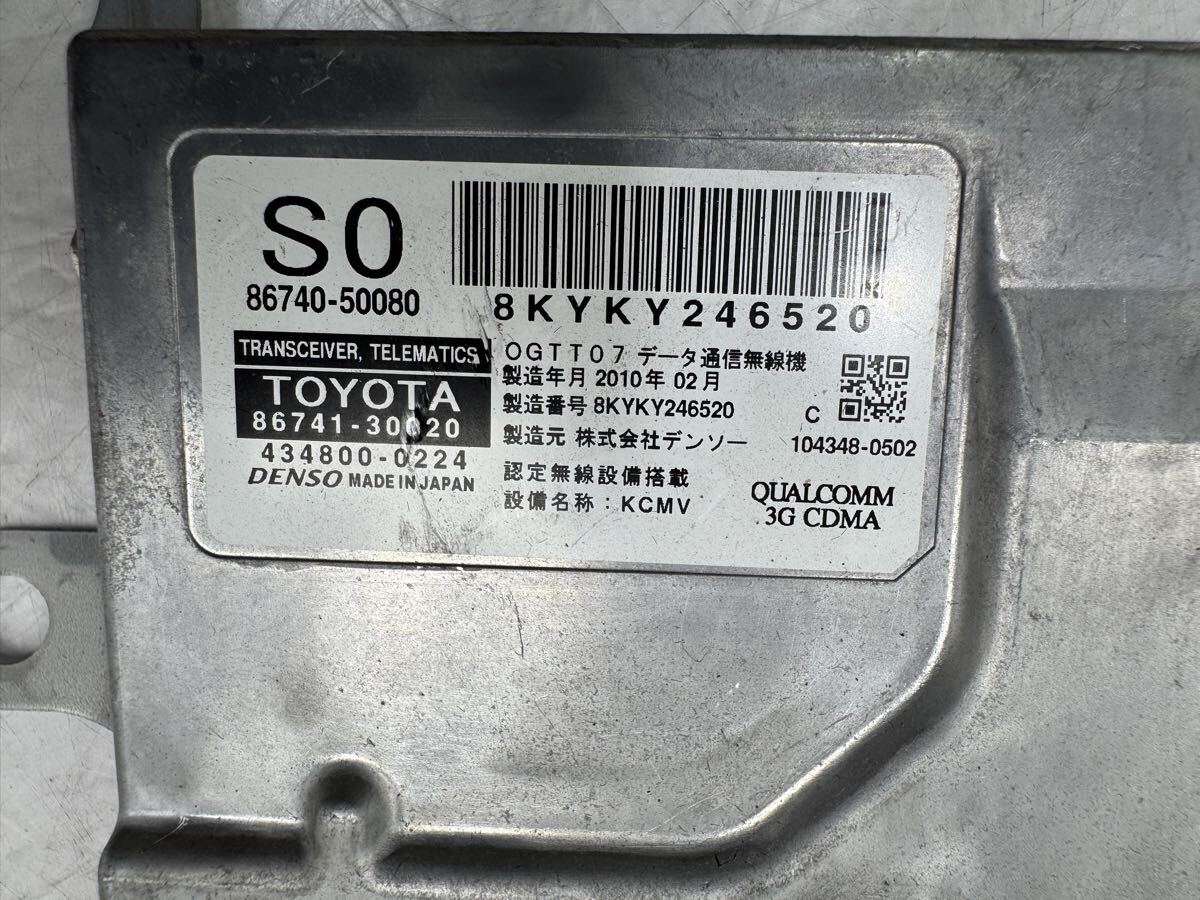 S0
86740-50080
8KYKY246520
TRANSCEIVER, TELEMATICS
TOYOTA
86741-30020
434800-0224
DENSO MADE IN JAPAN
OGTT07 データ通信無線機
製造年月 2010年 02月
製造番号 8KYKY246520
製造元 株式会社デンソー
認定無線設備搭載
設備名称：KCMV
C
104348-0502
QUALCOMM
3G CDMA